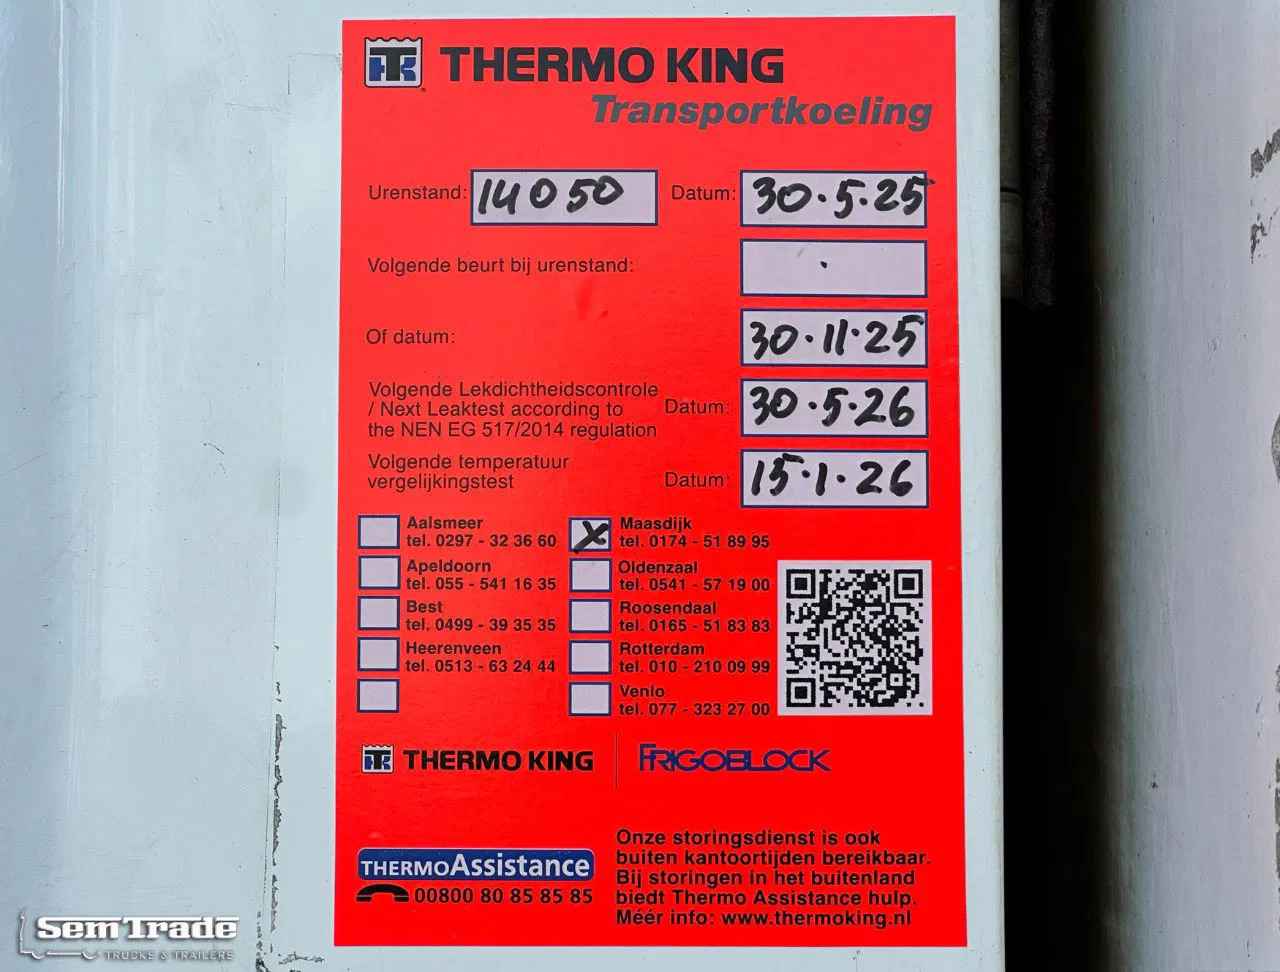 THERMO KING
Transportkoeling
Urenstand: 14050 Datum: 30.5.25
Volgende beurt bij urenstand:
Of datum: 30.11.25
Volgende Lekdichtheidscontrole
/ Next Leaktest according to Datum: 30.5.26
the NEN EG 517/2014 regulation
Volgende temperatuur
vergelijkingstest Datum: 15.1.26
Aalsmeer
tel. 0297 - 32 36 60
Apeldoorn
tel. 055 - 541 16 35
Best
tel. 0499 - 39 35 35
Heerenveen
tel. 0513 - 63 24 44
X Maasdijk
tel. 0174 - 51 89 95
Oldenzaal
tel. 0541 - 57 19 00
Roosendaal
tel. 0165 - 51 83 83
Rotterdam
tel. 010 - 210 09 99
Venlo
tel. 077 - 323 27 00
THERMO KING FRIGOBLOCK
THERMOAssistance
00800 80 85 85 85
Onze storingsdienst is ook
buiten kantoortijden bereikbaar.
Bij storingen in het buitenland
biedt Thermo Assistance hulp.
Méér info: www.thermoking.nl
Sem Trade
TRUCKS & TRAILERS